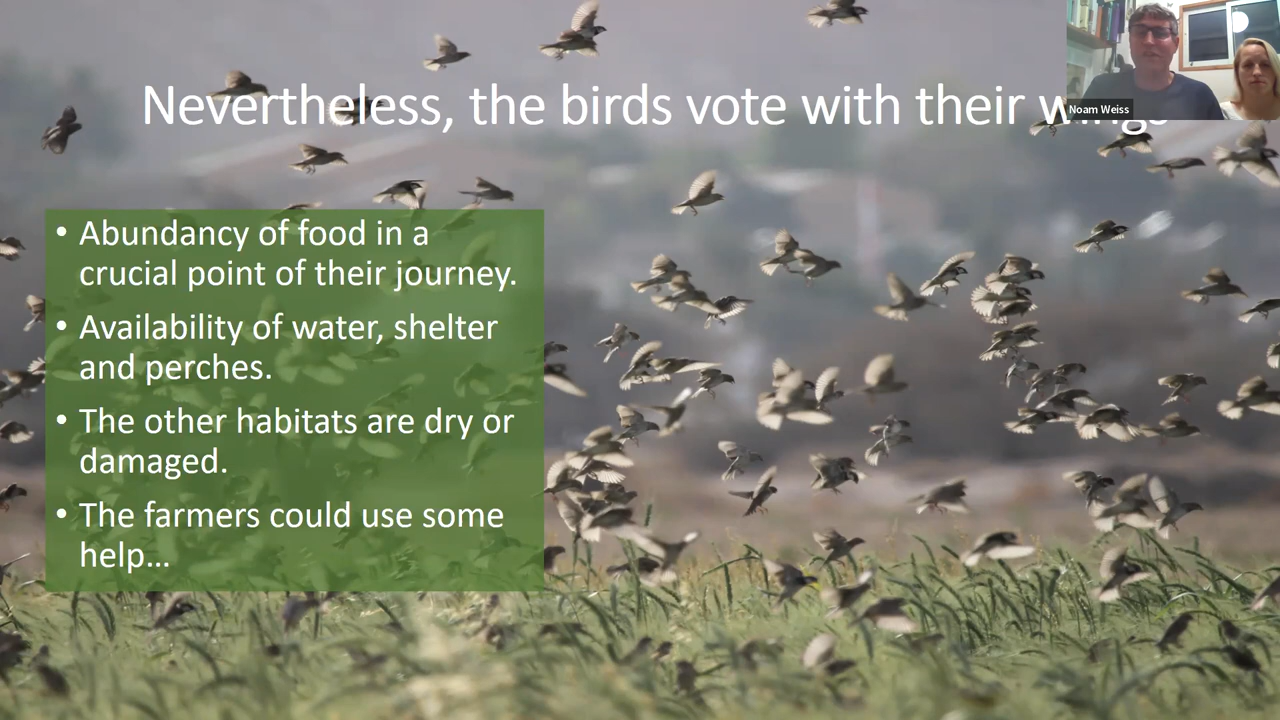 Nevertheless, the birds vote with their wings
Noam Weiss
• Abundancy of food in a
crucial point of their journey.
• Availability of water, shelter
and perches.
• The other habitats are dry or
damaged.
• The farmers could use some
help...